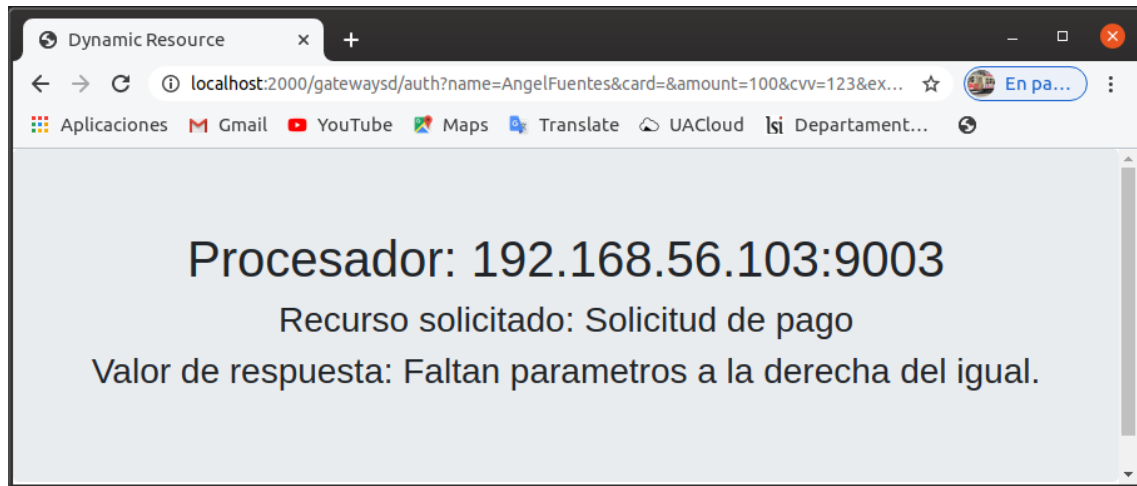 Dynamic Resource
localhost:2000/gatewaysd/auth?name=AngelFuentes&card=&amount=100&cvv=123&ex... En pa...
Aplicaciones Gmail YouTube Maps Translate UACloud lsi Departament...
Procesador: 192.168.56.103:9003
Recurso solicitado: Solicitud de pago
Valor de respuesta: Faltan parametros a la derecha del igual.